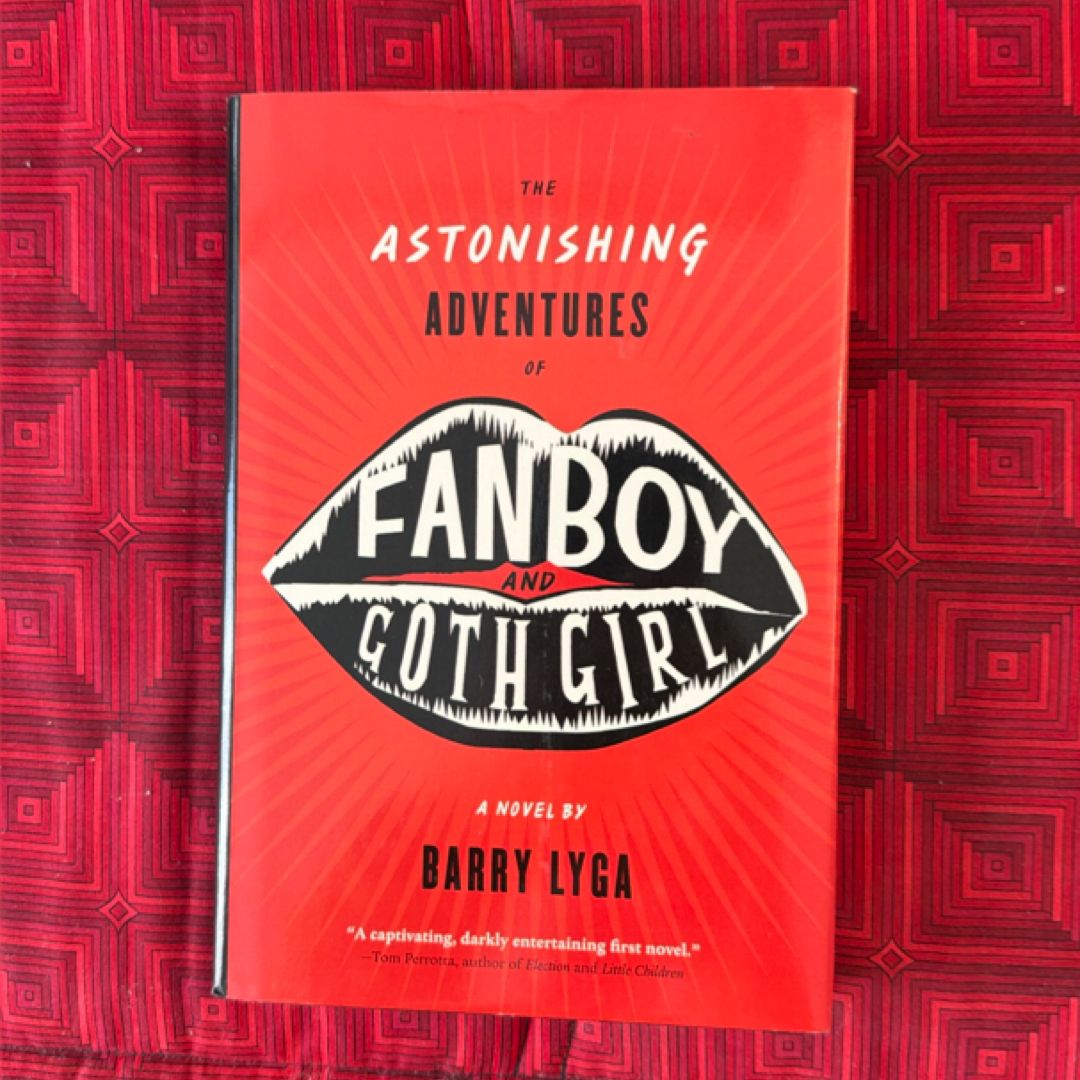 THE
ASTONISHING
ADVENTURES
OF
FANBOY
AND
GOTH GIRL
A NOVEL BY
BARRY LYGA
“A captivating, darkly entertaining first novel.”
—Tom Perrotta, author of Election and Little Children